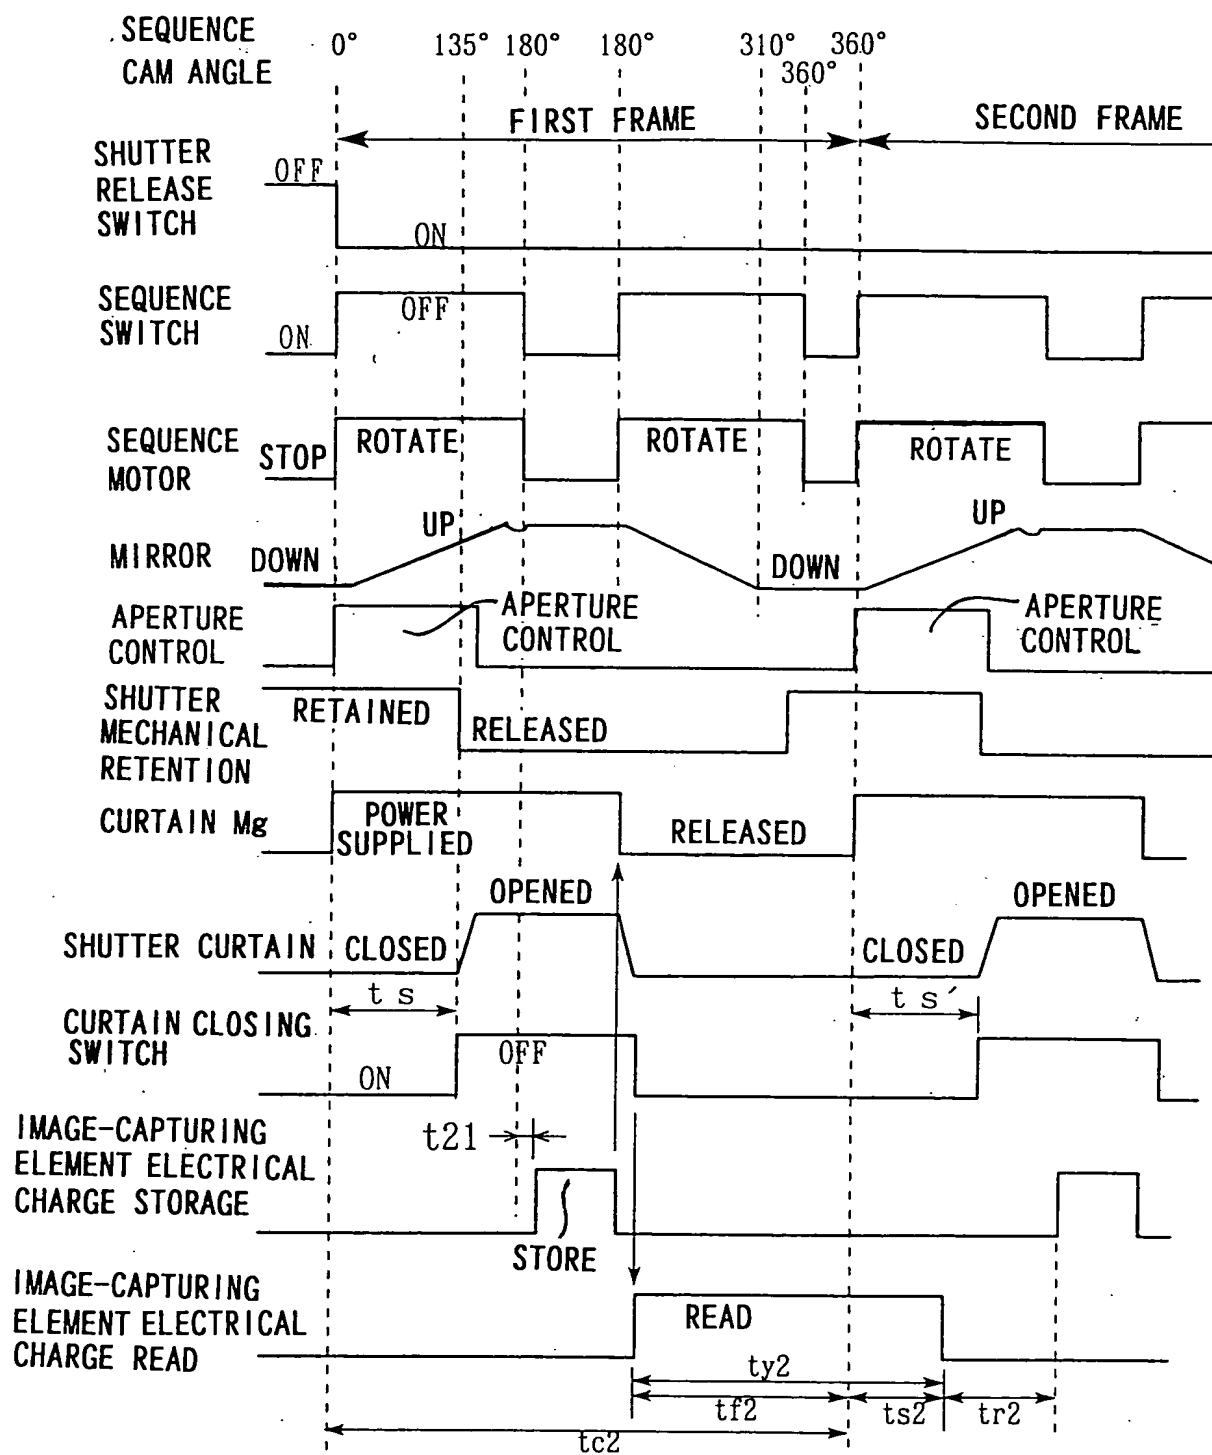 SEQUENCE
CAM ANGLE
0° 135° 180° 180° 310° 360°
360°
FIRST FRAME
SECOND FRAME
SHUTTER
RELEASE
SWITCH
OFF
ON
SEQUENCE
SWITCH
ON
OFF
SEQUENCE
MOTOR
STOP
ROTATE
ROTATE
ROTATE
MIRROR
DOWN
UP
DOWN
UP
APERTURE
CONTROL
APERTURE
CONTROL
APERTURE
CONTROL
SHUTTER
MECHANICAL
RETENTION
RETAINED
RELEASED
CURTAIN Mg
POWER
SUPPLIED
RELEASED
SHUTTER CURTAIN
CLOSED
OPENED
CLOSED
OPENED
ts
ts′
CURTAIN CLOSING
SWITCH
ON
OFF
IMAGE-CAPTURING
ELEMENT ELECTRICAL
CHARGE STORAGE
t21
STORE
IMAGE-CAPTURING
ELEMENT ELECTRICAL
CHARGE READ
READ
ty2
tf2
ts2
tr2
tc2